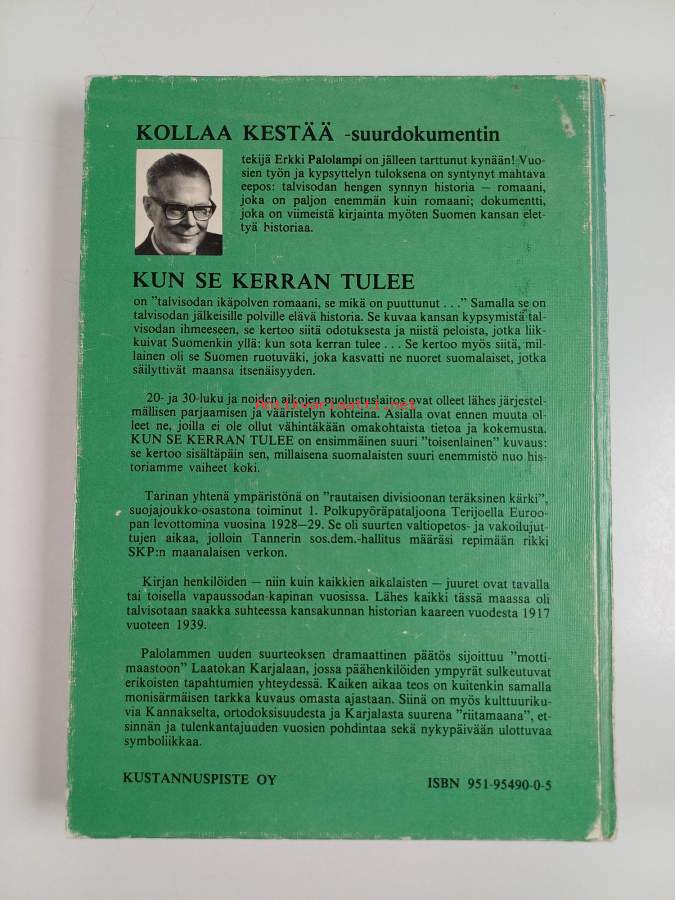 KOLLAA KESTÄÄ -suurdokumentin
tekijä Erkki Palolampi on jälleen tarttunut kynään! Vuo-
sien työn ja kypsyttelyn tuloksena on syntynyt mahtava
eepos: talvisodan hengen synnyn historia — romaani,
joka on paljon enemmän kuin romaani; dokumentti,
joka on viimeistä kirjainta myöten Suomen kansan elet-
tyä historiaa.
KUN SE KERRAN TULEE
on "talvisodan ikäpolven romaani, se mikä on puuttunut . . ." Samalla se on
talvisodan jälkeisille polville elävä historia. Se kuvaa kansan kypsymistä tal-
visodan ihmeeseen, se kertoo siitä odotuksesta ja niistä peloista, jotka liik-
kuivat Suomenkin yllä: kun sota kerran tulee . . . Se kertoo myös siitä, mil-
lainen oli se Suomen ruotuväki, joka kasvatti ne nuoret suomalaiset, jotka
säilyttivät maansa itsenäisyyden.
20- ja 30-luku ja noiden aikojen puolustuslaitos ovat olleet lähes järjestel-
mällisen parjaamisen ja vääristelyn kohteina. Asialla ovat ennen muuta ol-
leet ne, joilla ei ole ollut vähintäkään omakohtaista tietoa ja kokemusta.
KUN SE KERRAN TULEE on ensimmäinen suuri "toisenlainen" kuvaus:
se kertoo sisältäpäin sen, millaisena suomalaisten suuri enemmistö nuo his-
toriamme vaiheet koki.
Tarinan yhtenä ympäristönä on "rautaisen divisioonan teräksinen kärki",
suojajoukko-osastona toiminut 1. Polkupyöräpataljoona Terijoella Euroo-
pan levottomina vuosina 1928—29. Se oli suurten valtiopetos- ja vakoilujut-
tujen aikaa, jolloin Tannerin sos.dem.-hallitus määräsi repimään rikki
SKP:n maanalaisen verkon.
Kirjan henkilöiden — niin kuin kaikkien aikalaisten — juuret ovat tavalla
tai toisella vapaussodan-kapinan vuosissa. Lähes kaikki tässä maassa oli
talvisotaan saakka suhteessa kansakunnan historian kaareen vuodesta 1917
vuoteen 1939.
Palolammen uuden suurteoksen dramaattinen päätös sijoittuu "motti-
maastoon" Laatokan Karjalaan, jossa päähenkilöiden ympyrät sulkeutuvat
erikoisten tapahtumien yhteydessä. Kaiken aikaa teos on kuitenkin samalla
monisärmäisen tarkka kuvaus omasta ajastaan. Siinä on myös kulttuuriku-
via Kannakselta, ortodoksisuudesta ja Karjalasta suurena "riitamaana", et-
sinnän ja tulenkantajuuden vuosien pohdintaa sekä nykypäivään ulottuvaa
symboliikkaa.
KUSTANNUSPISTE OY
ISBN 951-95490-0-5
antikvariaatti.net